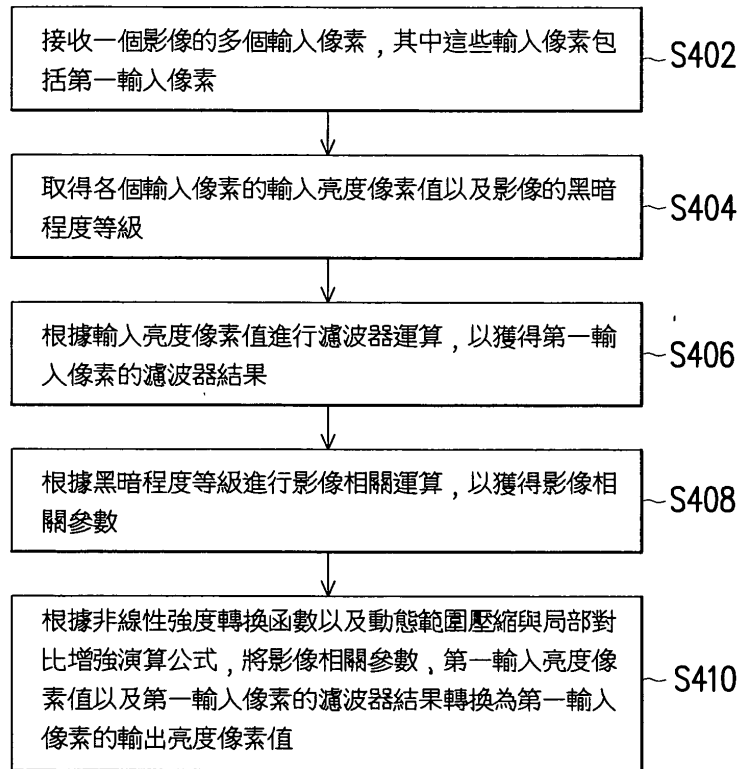 接收一個影像的多個輸入像素，其中這些輸入像素包
括第一輸入像素
S402
取得各個輸入像素的輸入亮度像素值以及影像的黑暗
程度等級
S404
根據輸入亮度像素值進行濾波器運算，以獲得第一輸
入像素的濾波器結果
S406
根據黑暗程度等級進行影像相關運算，以獲得影像相
關參數
S408
根據非線性強度轉換函數以及動態範圍壓縮與局部對
比增強演算公式，將影像相關參數、第一輸入亮度像
素值以及第一輸入像素的濾波器結果轉換為第一輸入
像素的輸出亮度像素值
S410